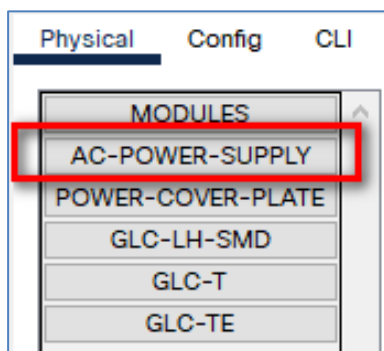 Physical Config CLI
MODULES
AC-POWER-SUPPLY
POWER-COVER-PLATE
GLC-LH-SMD
GLC-T
GLC-TE